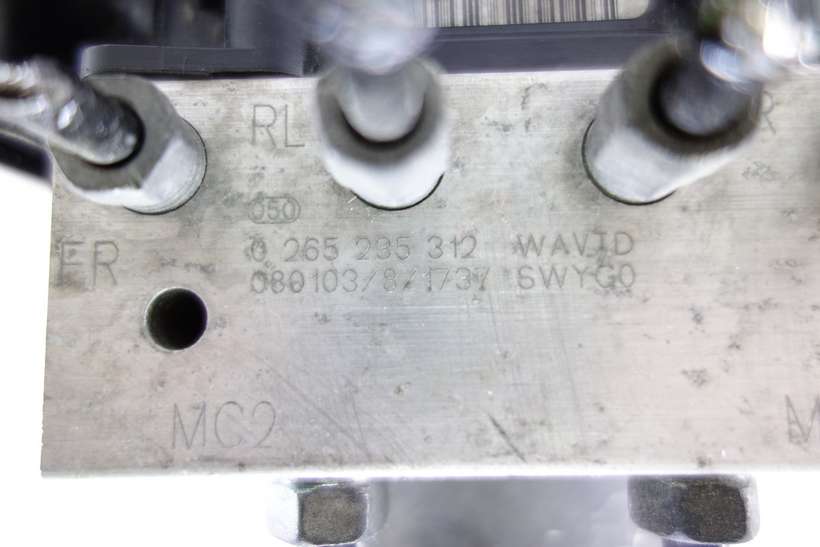 RL
R
050
0 265 235 312 WAVTD
FR
080103/8/1737 SWYG0
MC2
M